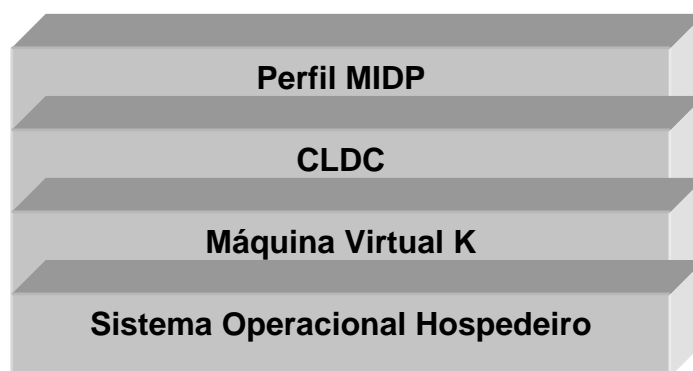 Perfil MIDP
CLDC
Máquina Virtual K
Sistema Operacional Hospedeiro